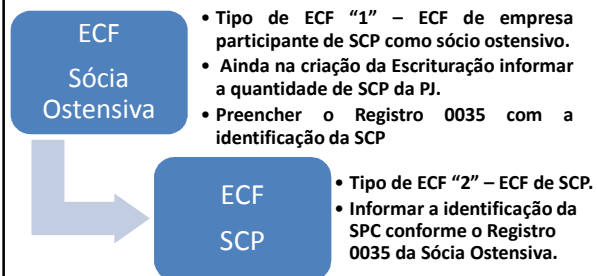 ECF
Sócia
Ostensiva
• Tipo de ECF “1” – ECF de empresa
participante de SCP como sócio ostensivo.
• Ainda na criação da Escrituração informar
a quantidade de SCP da PJ.
• Preencher o Registro 0035 com a
identificação da SCP
ECF
SCP
• Tipo de ECF “2” – ECF de SCP.
• Informar a identificação da
SPC conforme o Registro
0035 da Sócia Ostensiva.